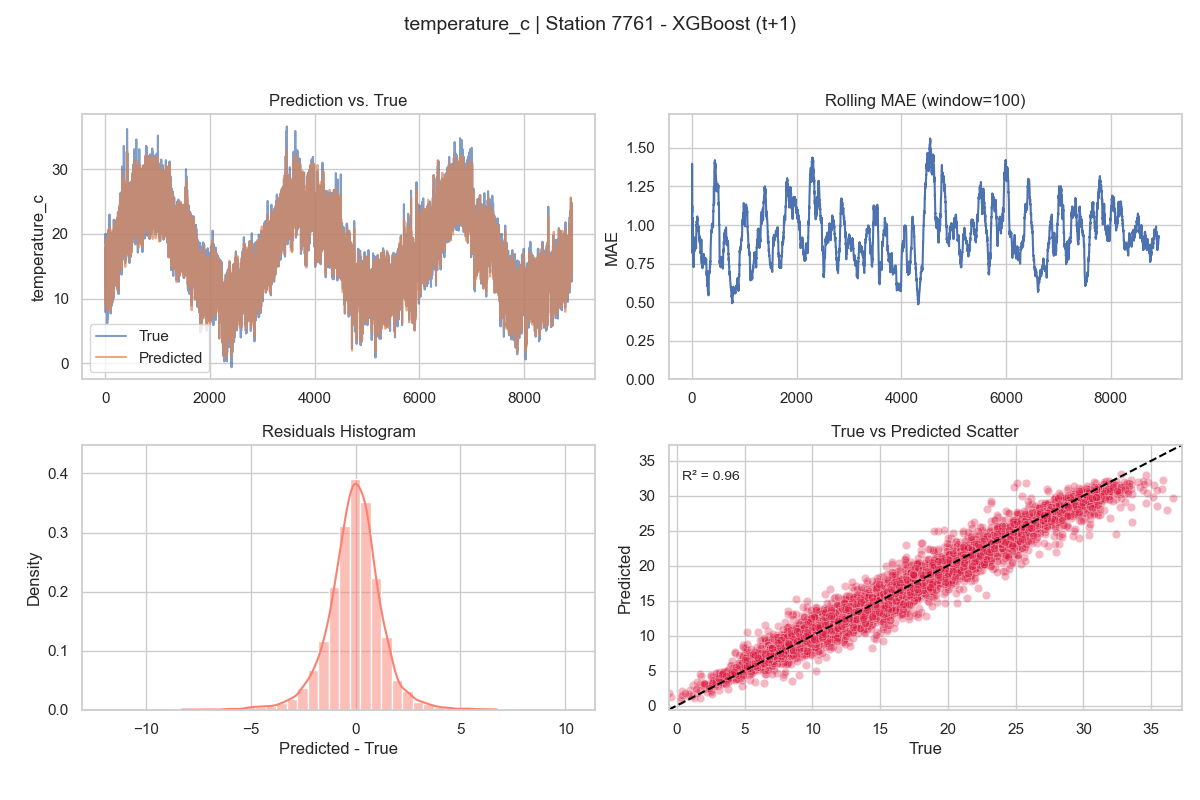 temperature_c | Station 7761 - XGBoost (t+1)
Prediction vs. True
temperature_c
30
20
10
0
True
Predicted
0 2000 4000 6000 8000
Rolling MAE (window=100)
MAE
1.50
1.25
1.00
0.75
0.50
0.25
0.00
0 2000 4000 6000 8000
Residuals Histogram
Density
0.4
0.3
0.2
0.1
0.0
−10 −5 0 5 10
Predicted - True
True vs Predicted Scatter
R² = 0.96
Predicted
35
30
25
20
15
10
5
0
0 5 10 15 20 25 30 35
True